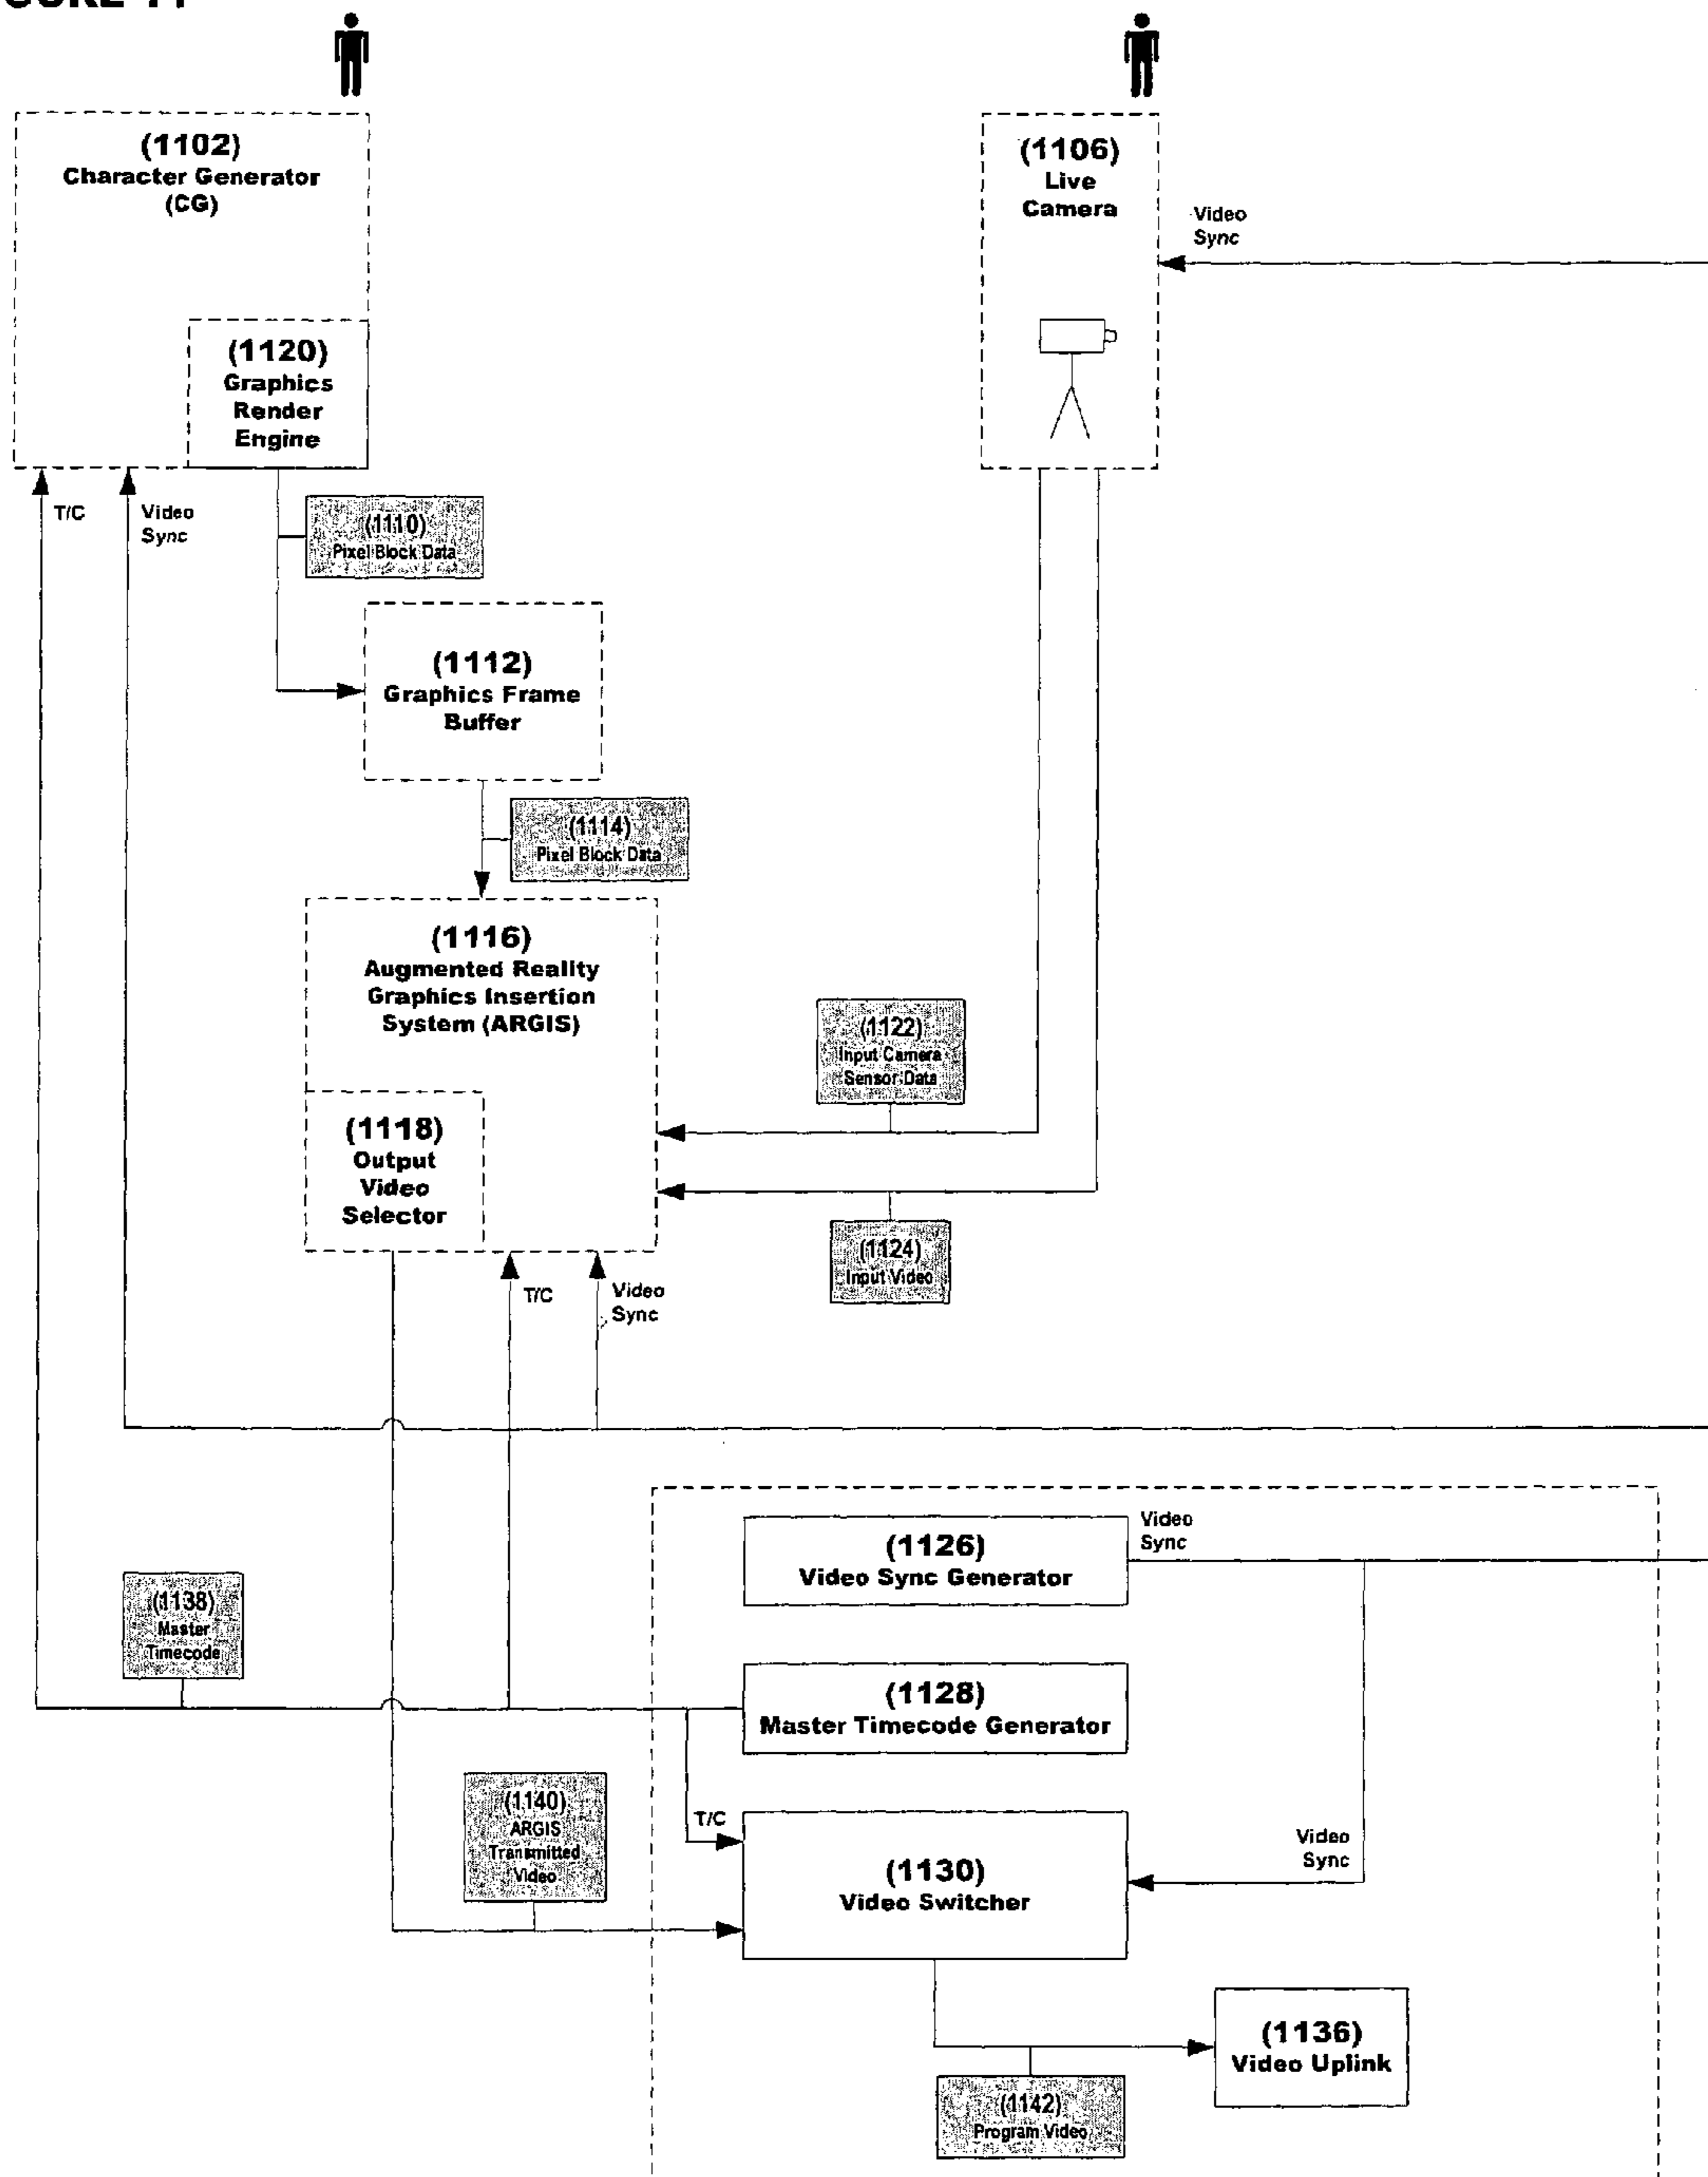 (1102)
Character Generator
(CG)
(1106)
Live
Camera
Video
Sync
(1120)
Graphics
Render
Engine
T/C
Video
Sync
(1110)
Pixel Block Data
(1112)
Graphics Frame
Buffer
(1114)
Pixel Block Data
(1116)
Augmented Reality
Graphics Insertion
System (ARGIS)
(1122)
Input Camera
Sensor Data
(1118)
Output
Video
Selector
(1124)
Input Video
T/C
Video
Sync
(1126)
Video Sync Generator
Video
Sync
(1138)
Master
Timecode
(1128)
Master Timecode Generator
(1140)
ARGIS
Transmitted
Video
T/C
(1130)
Video Switcher
Video
Sync
(1136)
Video Uplink
(1142)
Program Video